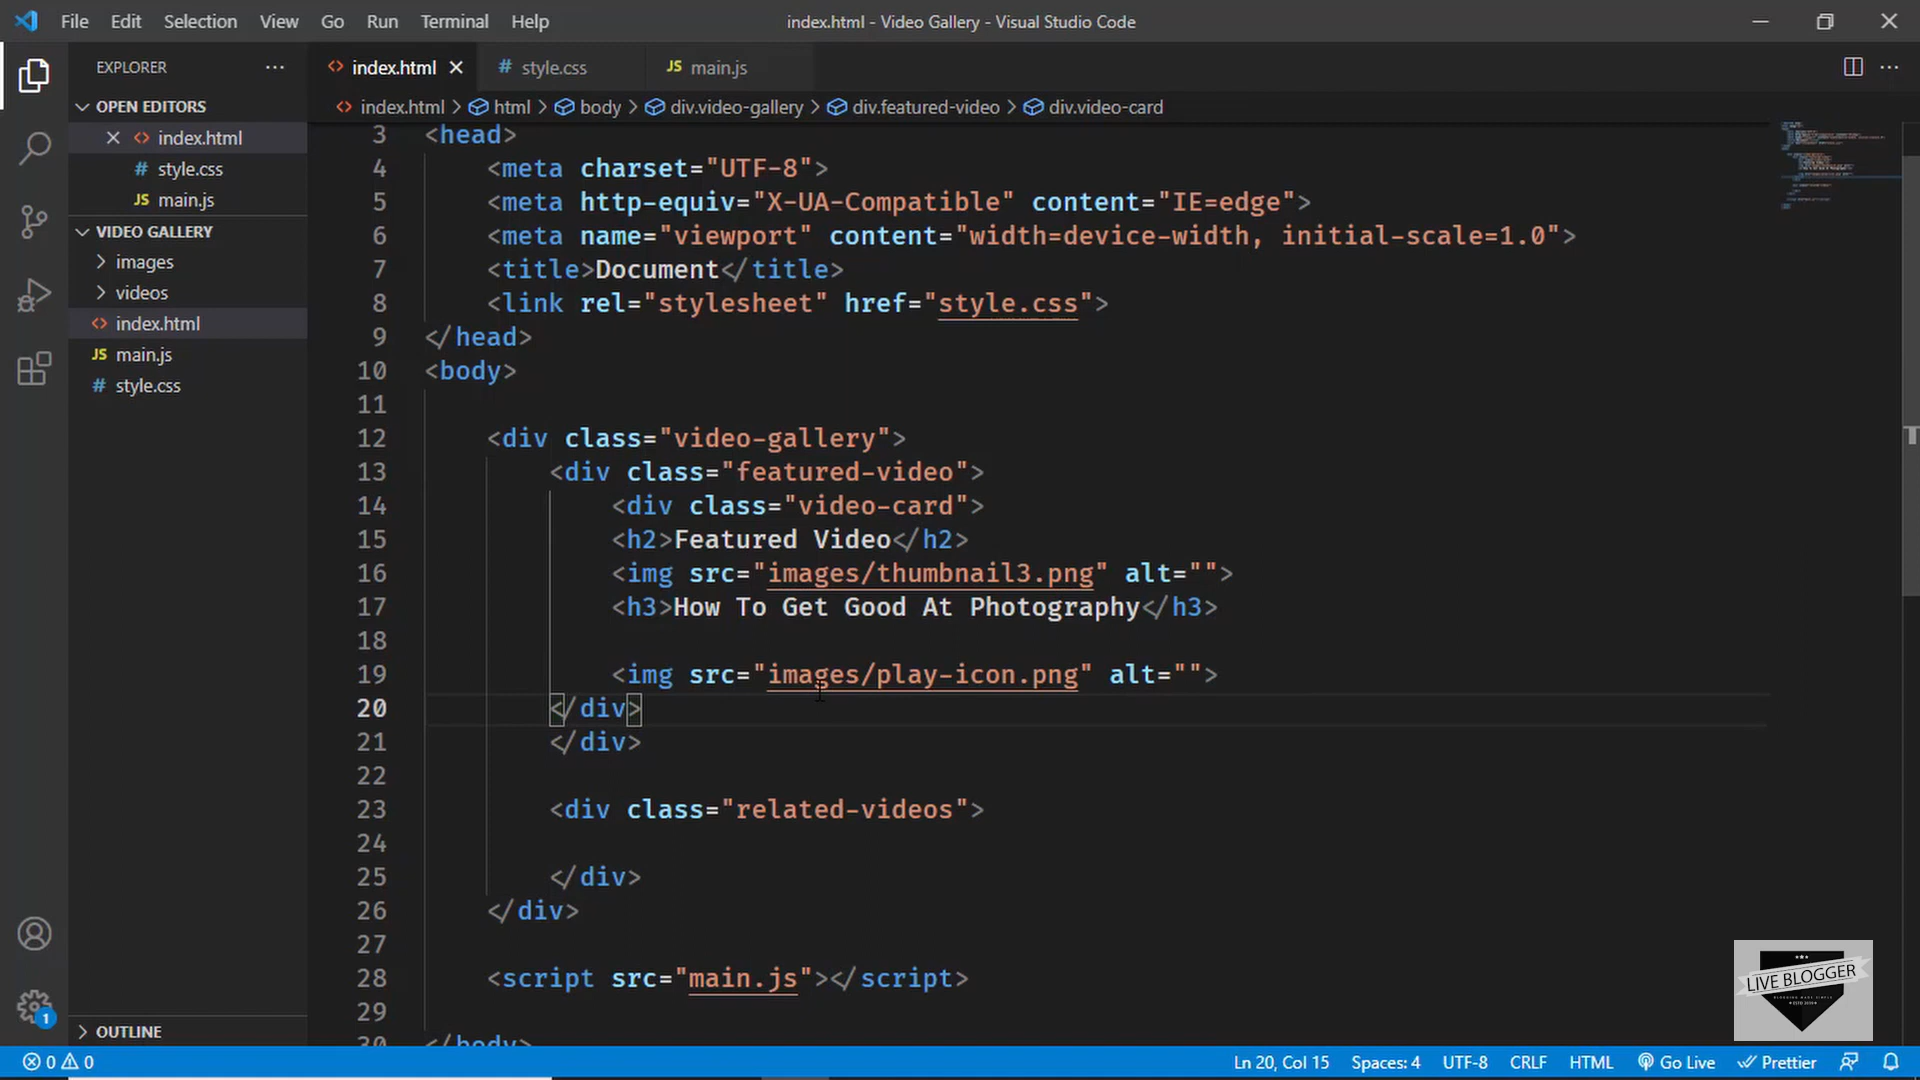 File Edit Selection View Go Run Terminal Help
index.html - Video Gallery - Visual Studio Code
EXPLORER
OPEN EDITORS
index.html
# style.css
JS main.js
VIDEO GALLERY
images
videos
index.html
JS main.js
# style.css
OUTLINE
index.html # style.css JS main.js
index.html > html > body > div.video-gallery > div.featured-video > div.video-card
3 <head>
4 <meta charset="UTF-8">
5 <meta http-equiv="X-UA-Compatible" content="IE=edge">
6 <meta name="viewport" content="width=device-width, initial-scale=1.0">
7 <title>Document</title>
8 <link rel="stylesheet" href="style.css">
9 </head>
10 <body>
11
12 <div class="video-gallery">
13 <div class="featured-video">
14 <div class="video-card">
15 <h2>Featured Video</h2>
16 <img src="images/thumbnail3.png" alt="">
17 <h3>How To Get Good At Photography</h3>
18
19 <img src="images/play-icon.png" alt="">
20 </div>
21 </div>
22
23 <div class="related-videos">
24
25 </div>
26 </div>
27
28 <script src="main.js"></script>
29
30 </body>
LIVE BLOGGER
1
0 0
Ln 20, Col 15 Spaces: 4 UTF-8 CRLF HTML Go Live Prettier